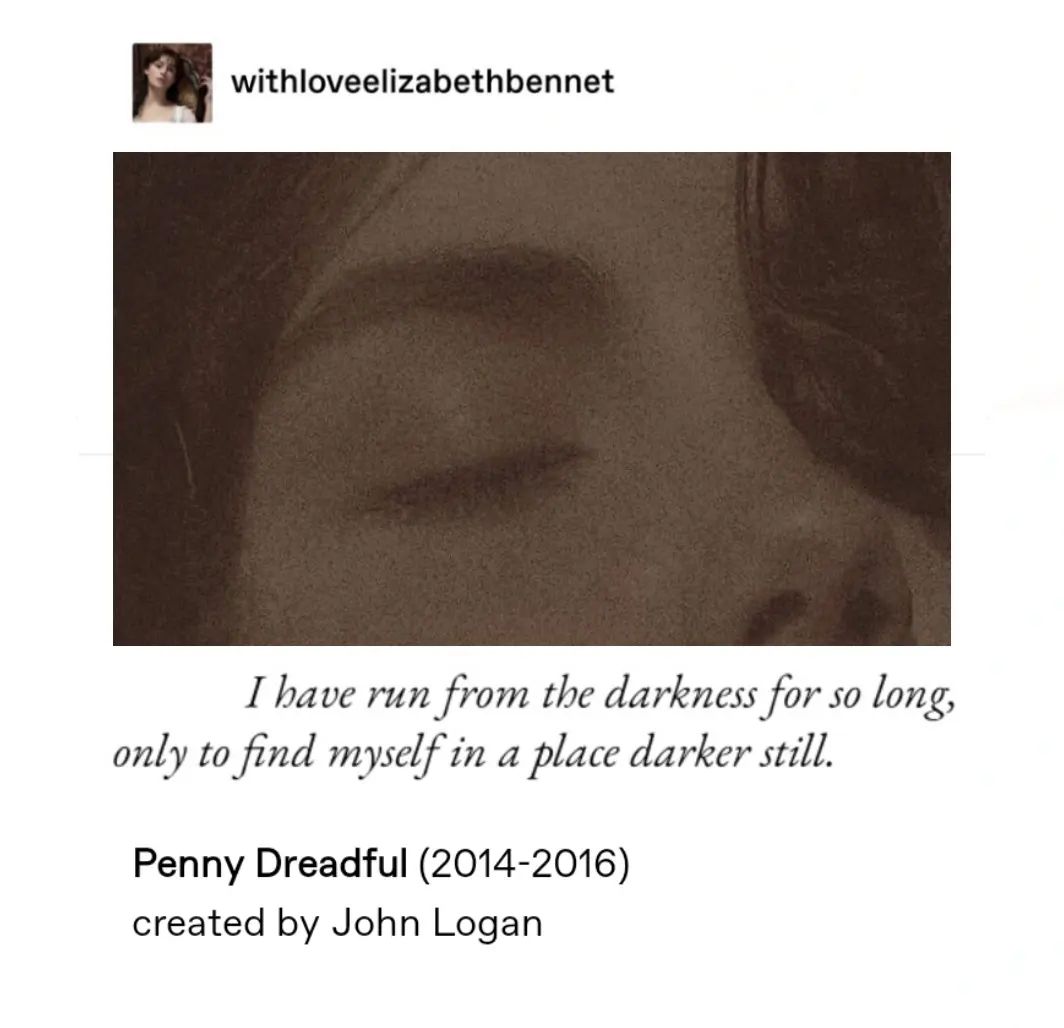 withloveelizabethbennet
I have run from the darkness for so long,
only to find myself in a place darker still.
Penny Dreadful (2014-2016)
created by John Logan